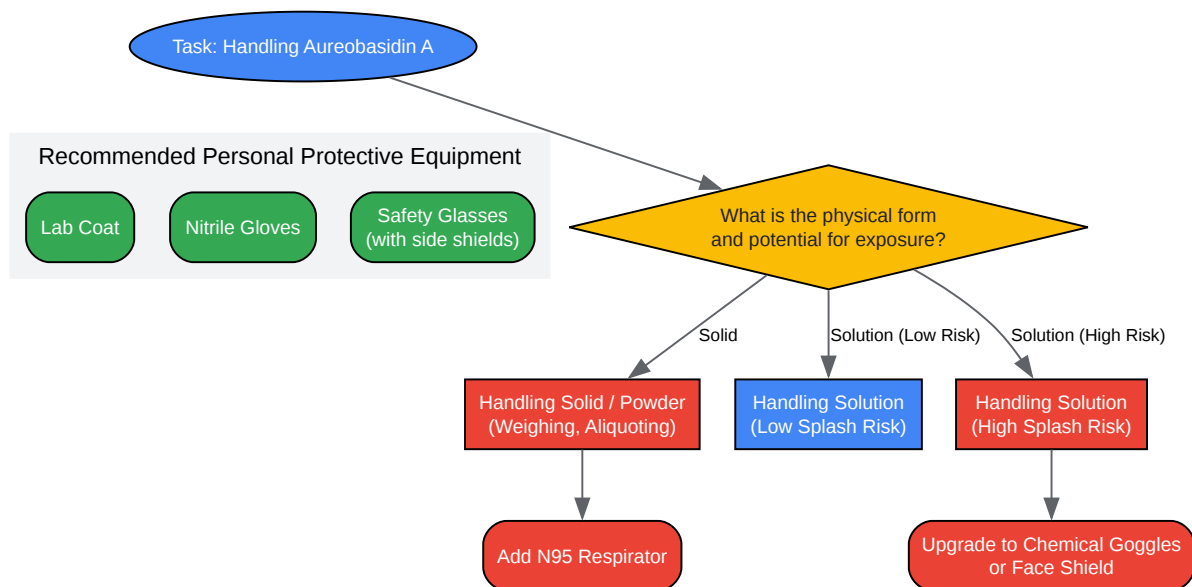 Task: Handling Aureobasidin A
Recommended Personal Protective Equipment
Lab Coat
Nitrile Gloves
Safety Glasses
(with side shields)
What is the physical form
and potential for exposure?
Solid
Solution (Low Risk)
Solution (High Risk)
Handling Solid / Powder
(Weighing, Aliquoting)
Handling Solution
(Low Splash Risk)
Handling Solution
(High Splash Risk)
Add N95 Respirator
Upgrade to Chemical Goggles
or Face Shield